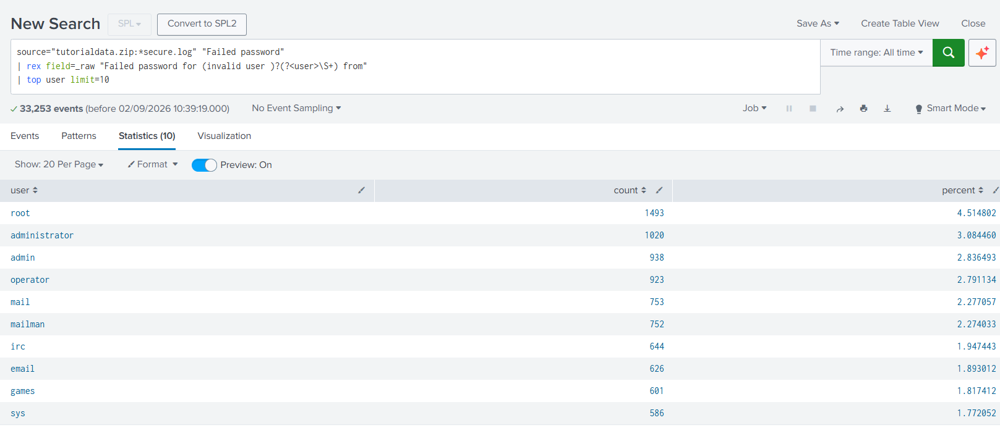 New Search SPL Convert to SPL2 Save As Create Table View Close
source="tutorialdata.zip:*secure.log" "Failed password"
| rex field=_raw "Failed password for (invalid user )?(?<user>\S+) from"
| top user limit=10
Time range: All time
33,253 events (before 02/09/2026 10:39:19.000) No Event Sampling Job Smart Mode
Events Patterns Statistics (10) Visualization
Show: 20 Per Page Format Preview: On
user count percent
root 1493 4.514802
administrator 1020 3.084460
admin 938 2.836493
operator 923 2.791134
mail 753 2.277057
mailman 752 2.274033
irc 644 1.947443
email 626 1.893012
games 601 1.817412
sys 586 1.772052